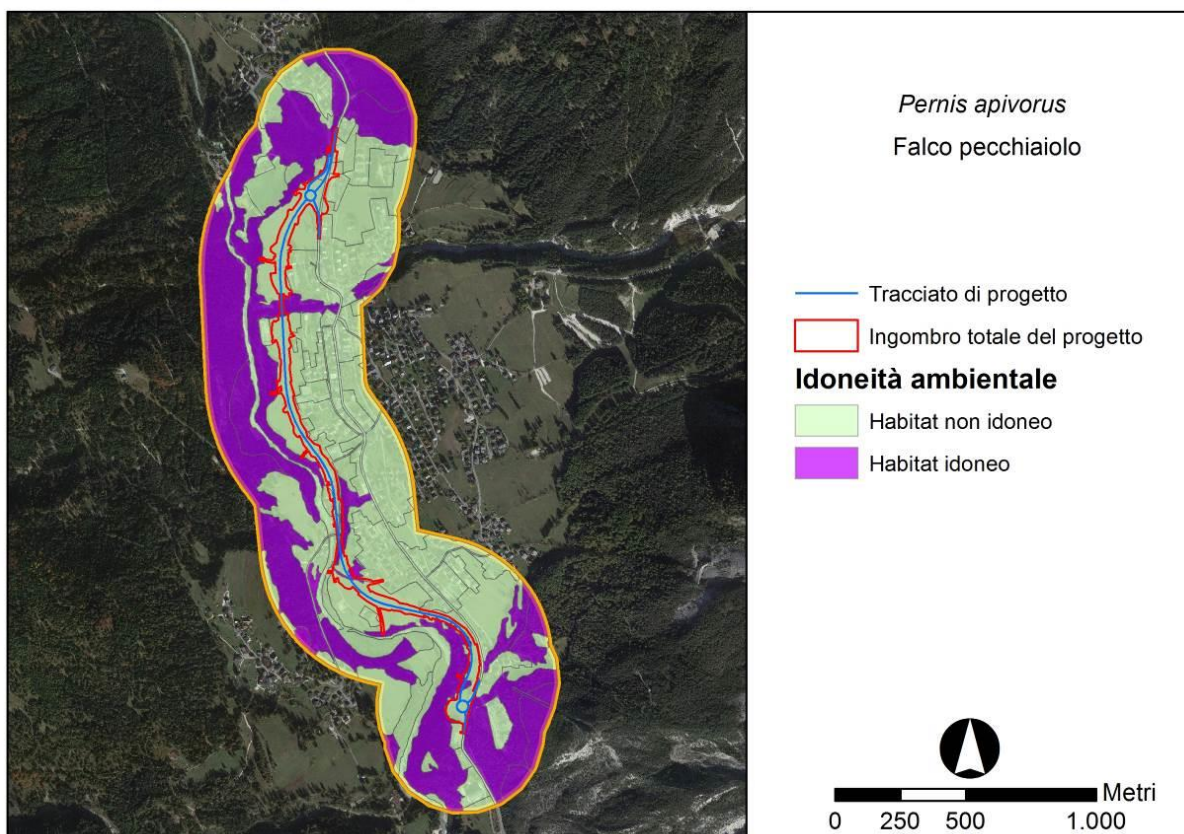 Pernis apivorus
Falco pecchiaiolo
Tracciato di progetto
Ingombro totale del progetto
Idoneità ambientale
Habitat non idoneo
Habitat idoneo
Metri
0 250 500 1.000